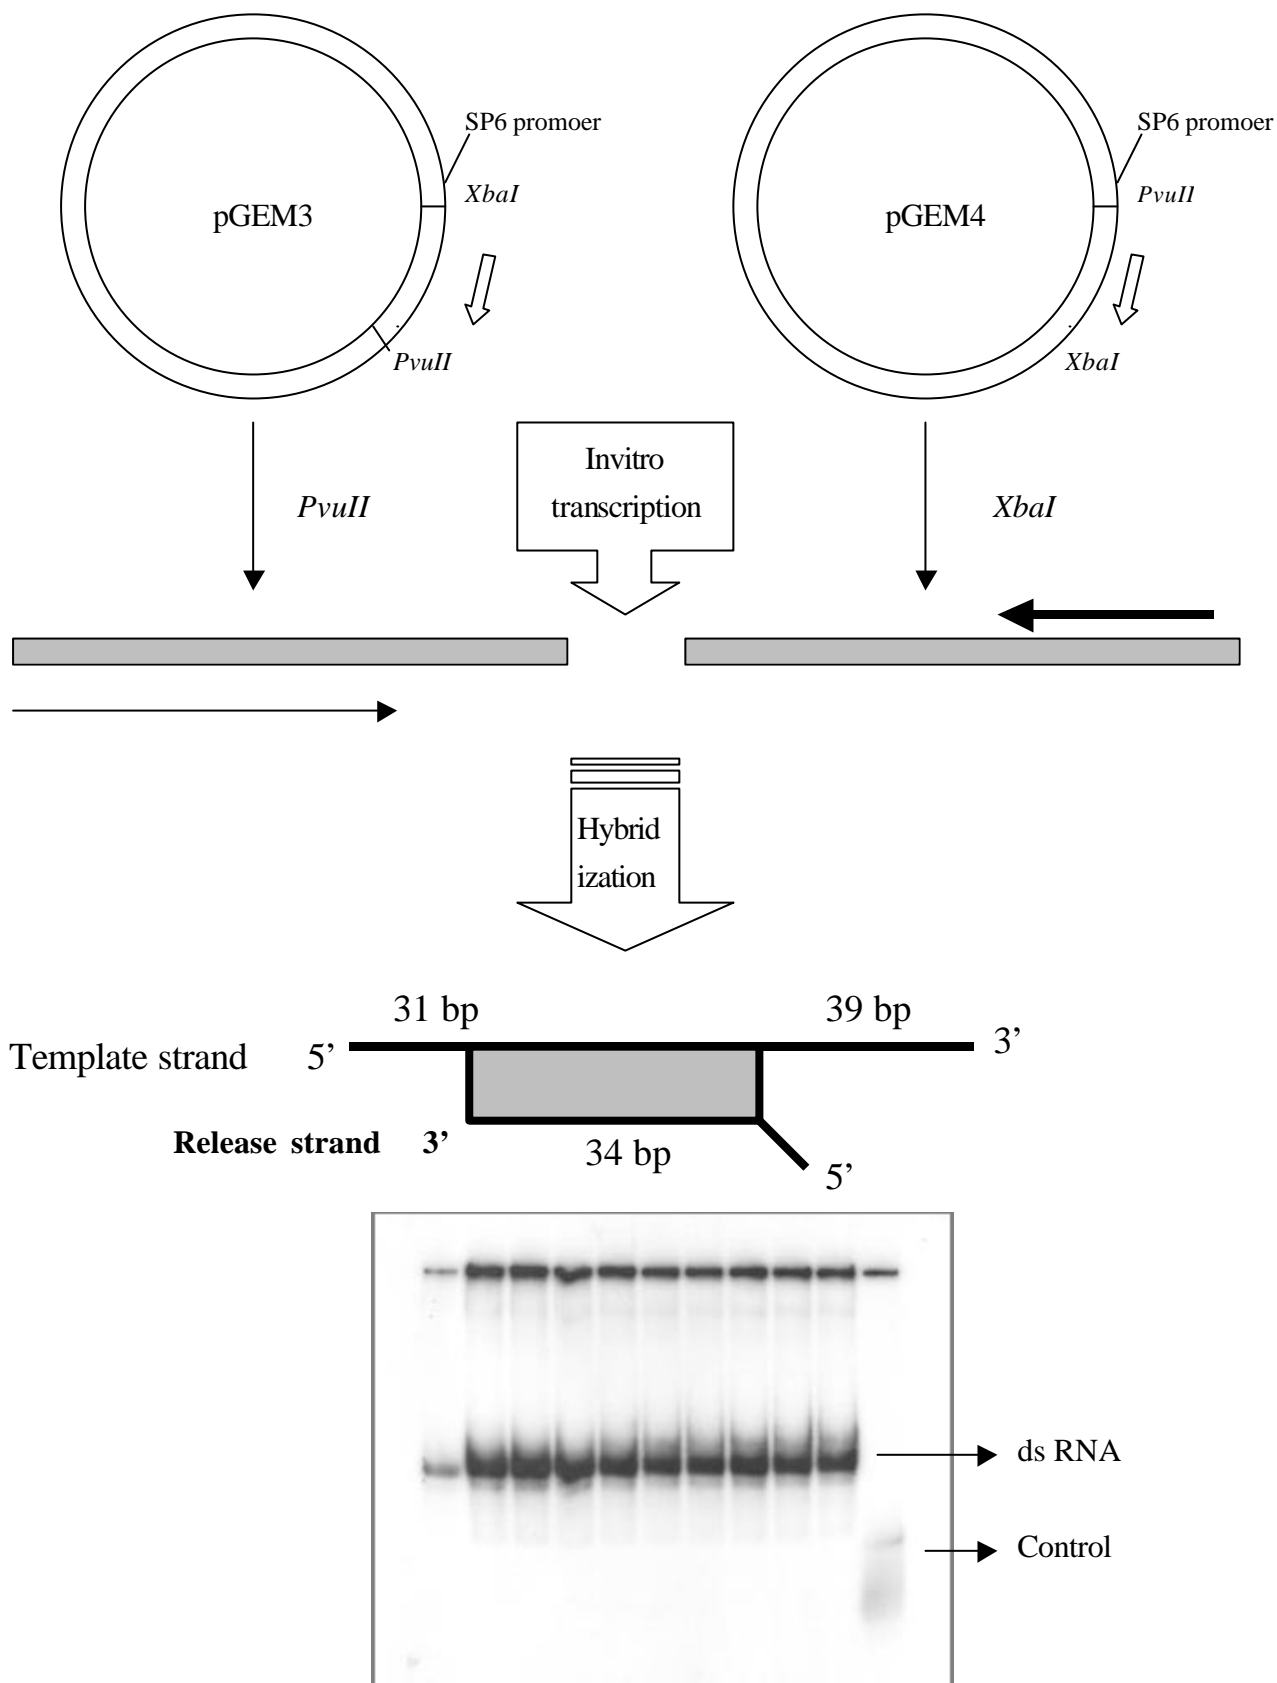 SP6 promoer
XbaI
pGEM3
PvuII
SP6 promoer
PvuII
pGEM4
XbaI
Invitro
transcription
PvuII
XbaI
Hybrid
ization
31 bp
39 bp
Template strand 5’
3’
Release strand 3’
34 bp
5’
ds RNA
Control